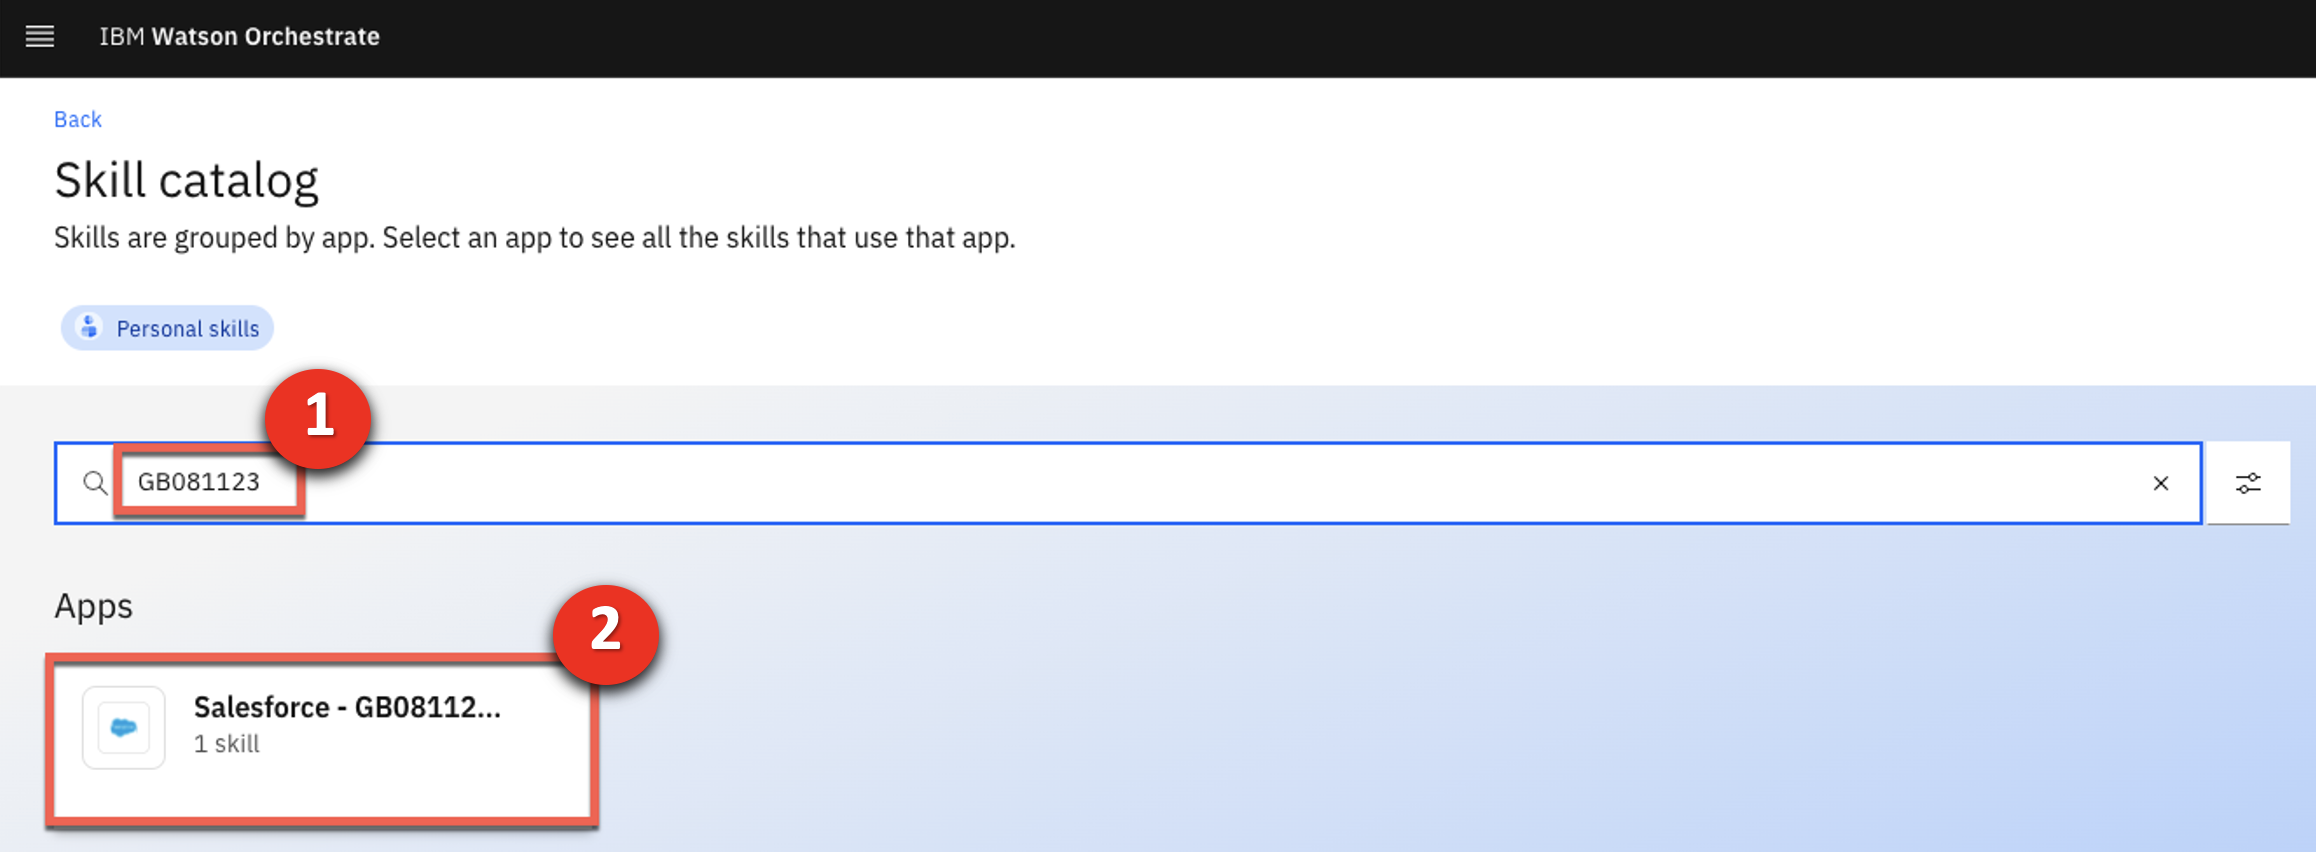 IBM Watson Orchestrate
Back
Skill catalog
Skills are grouped by app. Select an app to see all the skills that use that app.
Personal skills
1
GB081123
Apps
2
Salesforce - GB08112...
1 skill